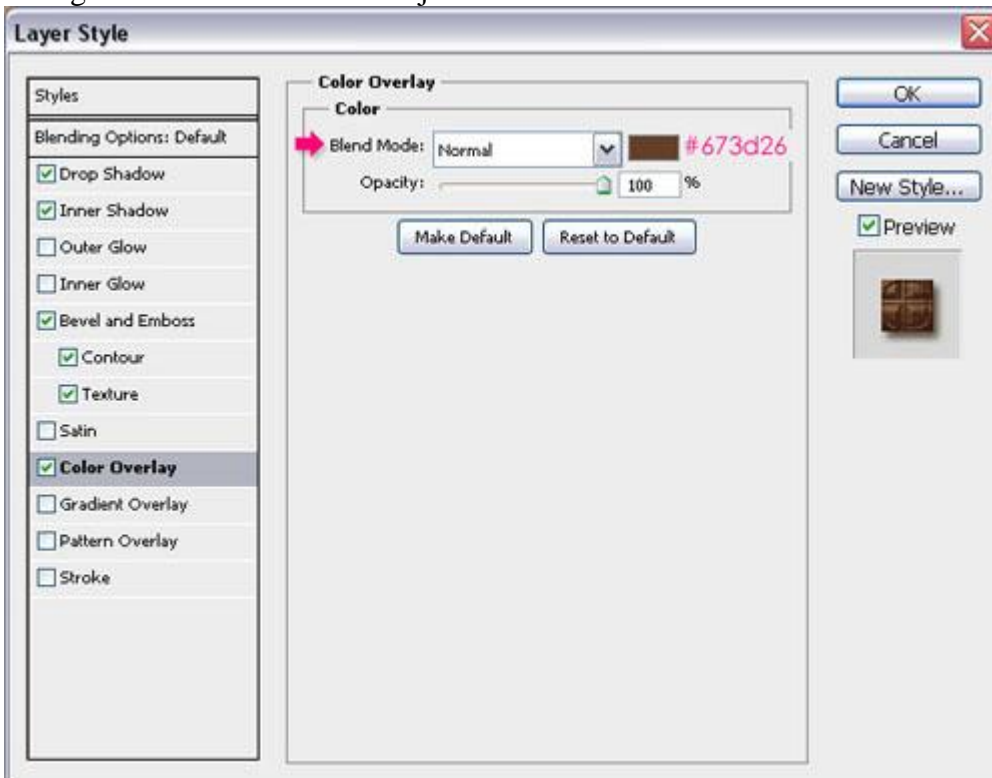 Layer Style
Styles
Blending Options: Default
Drop Shadow
Inner Shadow
Outer Glow
Inner Glow
Bevel and Emboss
Contour
Texture
Satin
Color Overlay
Gradient Overlay
Pattern Overlay
Stroke
Color Overlay
Color
Blend Mode: Normal #673d26
Opacity: 100 %
Make Default Reset to Default
OK
Cancel
New Style...
Preview